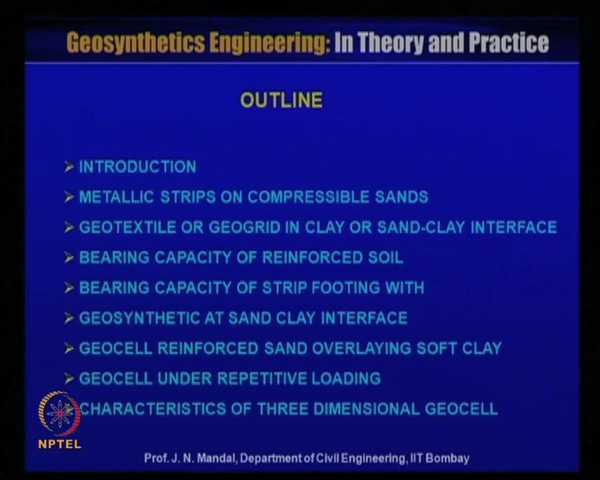 Geosynthetics Engineering: In Theory and Practice
OUTLINE
INTRODUCTION
METALLIC STRIPS ON COMPRESSIBLE SANDS
GEOTEXTILE OR GEOGRID IN CLAY OR SAND-CLAY INTERFACE
BEARING CAPACITY OF REINFORCED SOIL
BEARING CAPACITY OF STRIP FOOTING WITH
GEOSYNTHETIC AT SAND CLAY INTERFACE
GEOCELL REINFORCED SAND OVERLAYING SOFT CLAY
GEOCELL UNDER REPETITIVE LOADING
CHARACTERISTICS OF THREE DIMENSIONAL GEOCELL
NPTEL
Prof. J. N. Mandal, Department of Civil Engineering, IIT Bombay